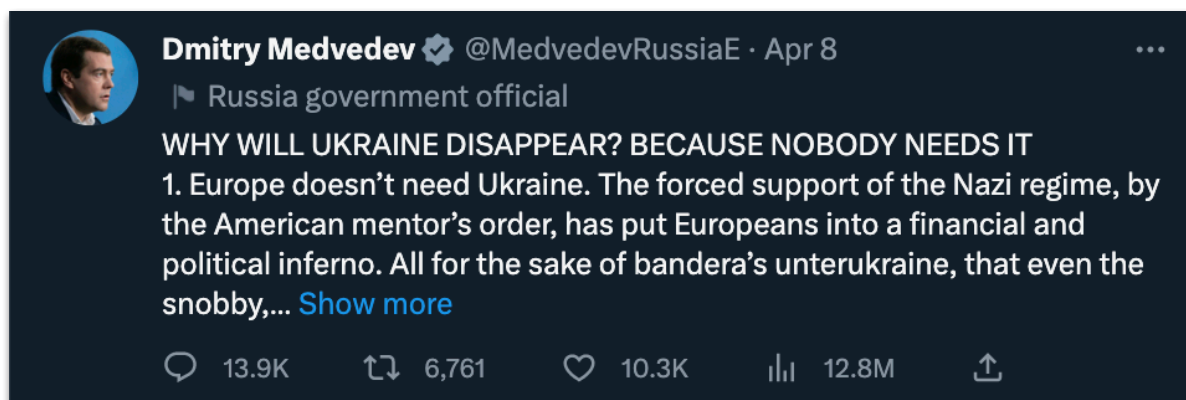 Dmitry Medvedev @MedvedevRussiaE · Apr 8
Russia government official
WHY WILL UKRAINE DISAPPEAR? BECAUSE NOBODY NEEDS IT
1. Europe doesn’t need Ukraine. The forced support of the Nazi regime, by
the American mentor’s order, has put Europeans into a financial and
political inferno. All for the sake of bandera’s unterukraine, that even the
snobby,... Show more
13.9K 6,761 10.3K 12.8M